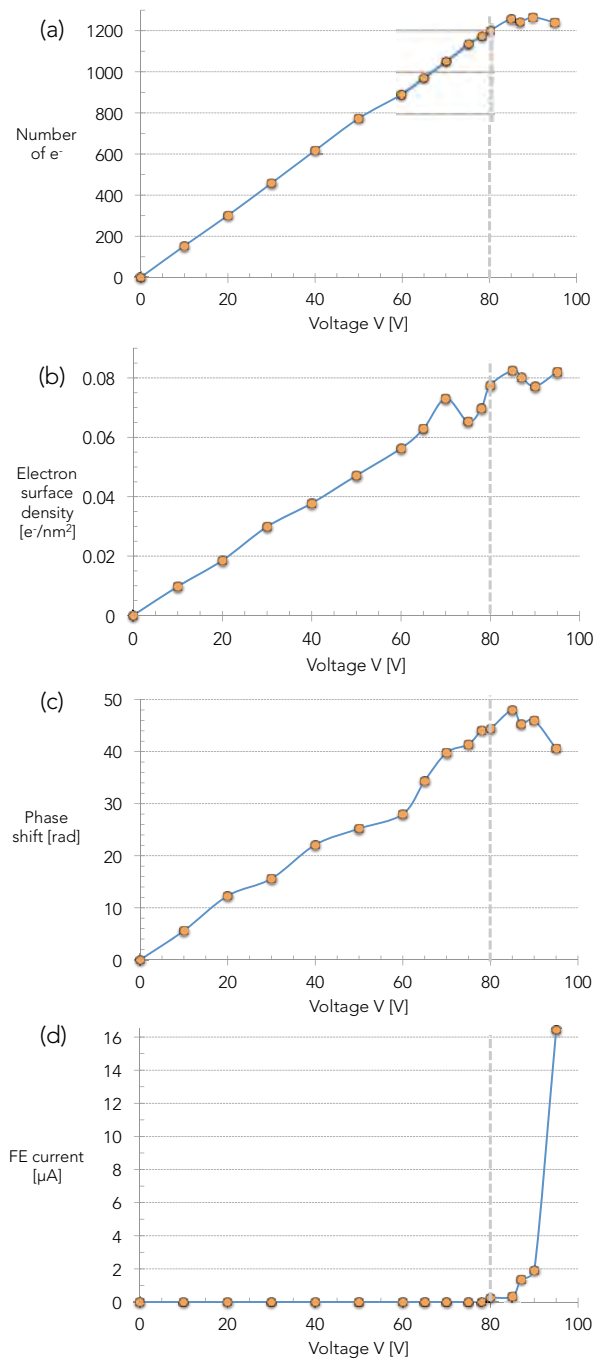 (a)
1200
1000
800
600
400
200
0
Number
of e-
0 20 40 60 80 100
Voltage V [V]
(b)
0.08
0.06
0.04
0.02
0
Electron
surface
density
[e-/nm²]
0 20 40 60 80 100
Voltage V [V]
(c)
50
40
30
20
10
0
Phase
shift [rad]
0 20 40 60 80 100
Voltage V [V]
(d)
16
14
12
10
8
6
4
2
0
FE current
[µA]
0 20 40 60 80 100
Voltage V [V]